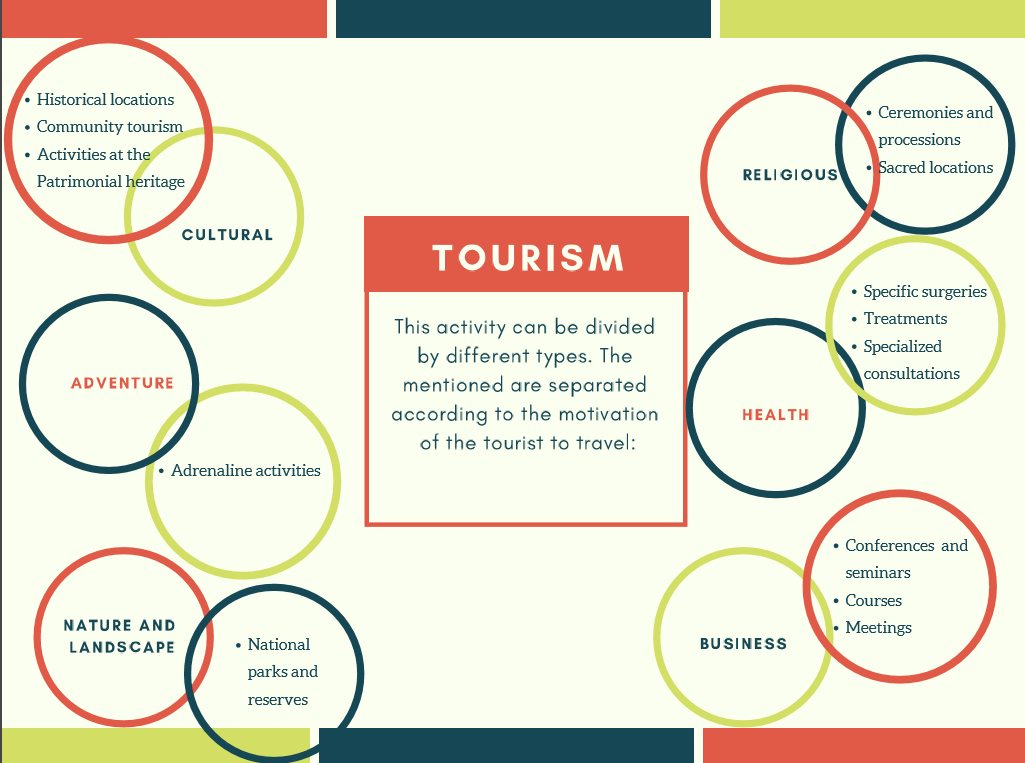 • Historical locations
• Community tourism
• Activities at the
Patrimonial heritage
CULTURAL
ADVENTURE
• Adrenaline activities
NATURE AND
LANDSCAPE
• National
parks and
reserves
TOURISM
This activity can be divided
by different types. The
mentioned are separated
according to the motivation
of the tourist to travel:
RELIGIOUS
• Ceremonies and
processions
• Sacred locations
• Specific surgeries
• Treatments
• Specialized
consultations
HEALTH
• Conferences and
seminars
• Courses
• Meetings
BUSINESS